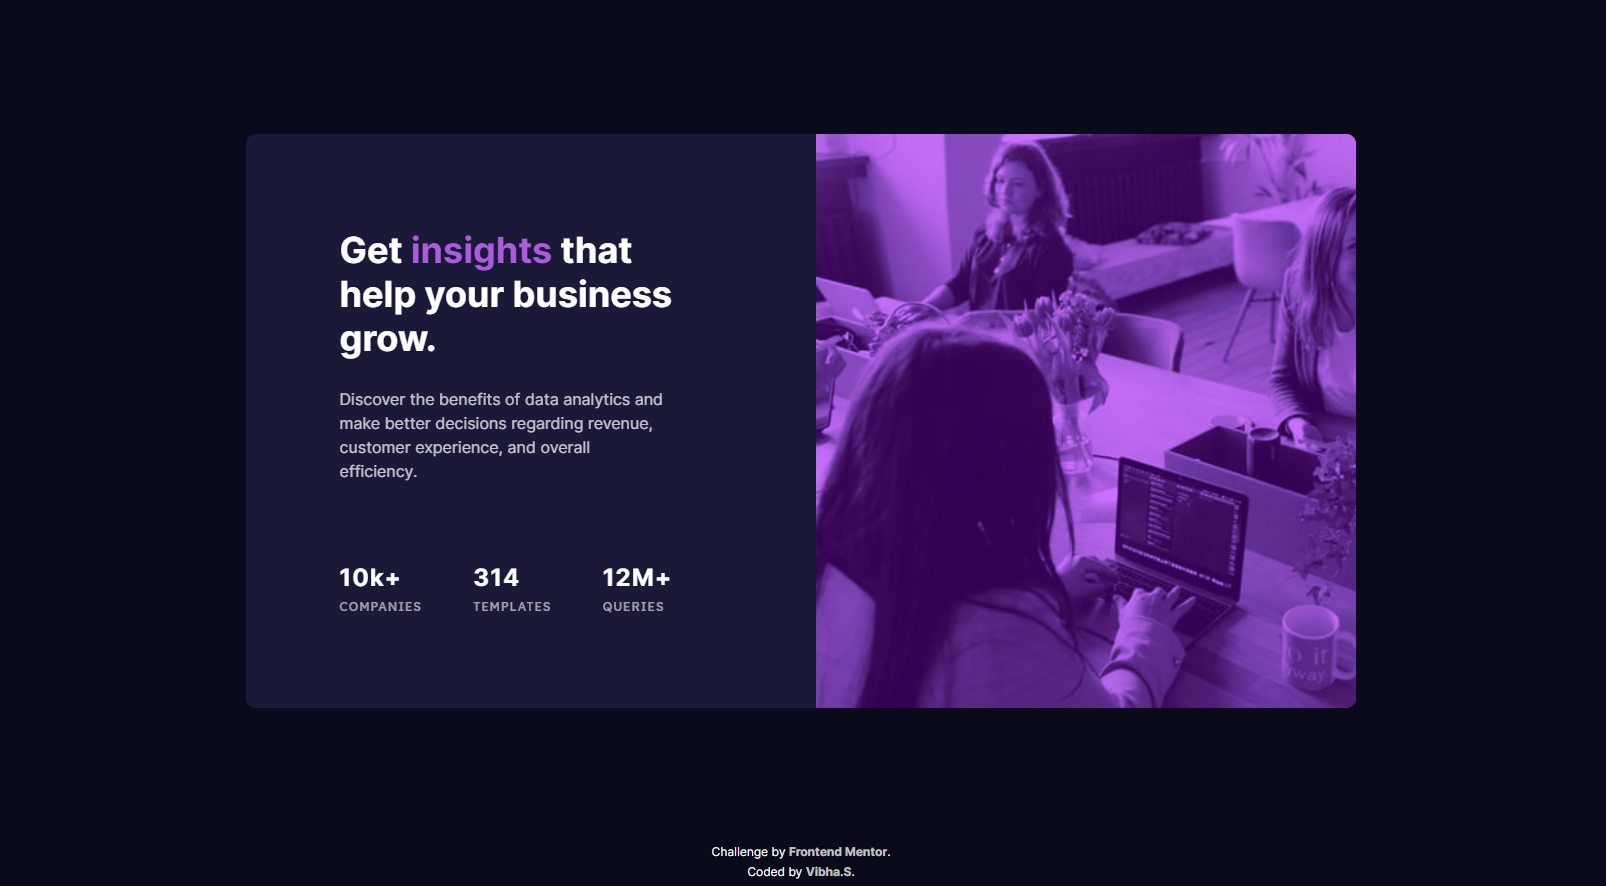 Get insights that
help your business
grow.
Discover the benefits of data analytics and
make better decisions regarding revenue,
customer experience, and overall
efficiency.
10k+ 314 12M+
COMPANIES TEMPLATES QUERIES
Challenge by Frontend Mentor.
Coded by Vibha.S.